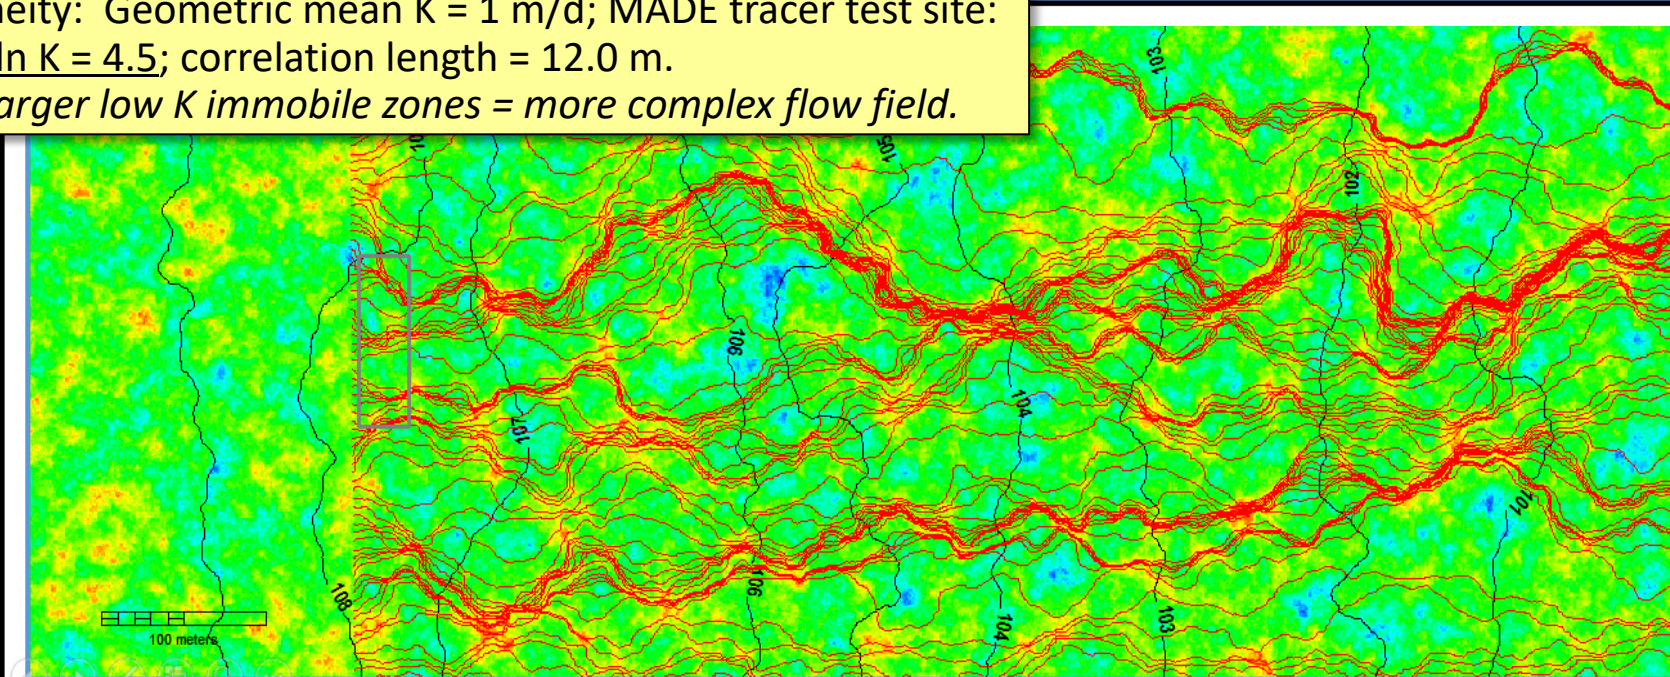 neity: Geometric mean K = 1 m/d; MADE tracer test site:
ln K = 4.5; correlation length = 12.0 m.
arger low K immobile zones = more complex flow field.
103
105
102
106
104
107
101
108
106
104
103
100 meters